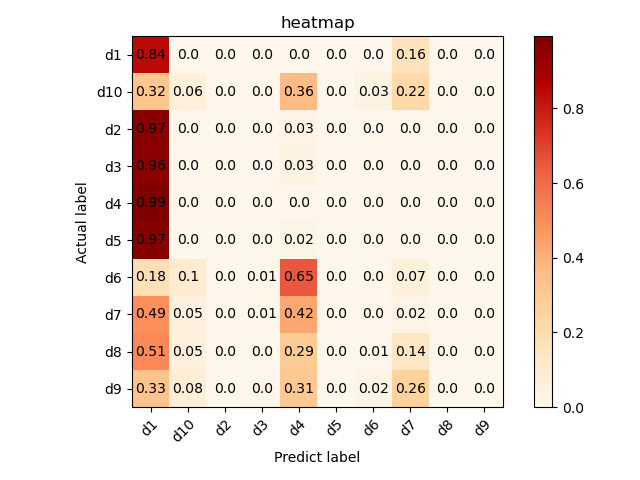 heatmap
d1 0.84 0.0 0.0 0.0 0.0 0.0 0.0 0.16 0.0 0.0
d10 0.32 0.06 0.0 0.0 0.36 0.0 0.03 0.22 0.0 0.0
d2 0.97 0.0 0.0 0.0 0.03 0.0 0.0 0.0 0.0 0.0
d3 0.96 0.0 0.0 0.0 0.03 0.0 0.0 0.0 0.0 0.0
d4 0.99 0.0 0.0 0.0 0.0 0.0 0.0 0.0 0.0 0.0
d5 0.97 0.0 0.0 0.0 0.02 0.0 0.0 0.0 0.0 0.0
d6 0.18 0.1 0.0 0.01 0.65 0.0 0.0 0.07 0.0 0.0
d7 0.49 0.05 0.0 0.01 0.42 0.0 0.0 0.02 0.0 0.0
d8 0.51 0.05 0.0 0.0 0.29 0.0 0.01 0.14 0.0 0.0
d9 0.33 0.08 0.0 0.0 0.31 0.0 0.02 0.26 0.0 0.0
d1 d10 d2 d3 d4 d5 d6 d7 d8 d9
Predict label
Actual label
0.8
0.6
0.4
0.2
0.0